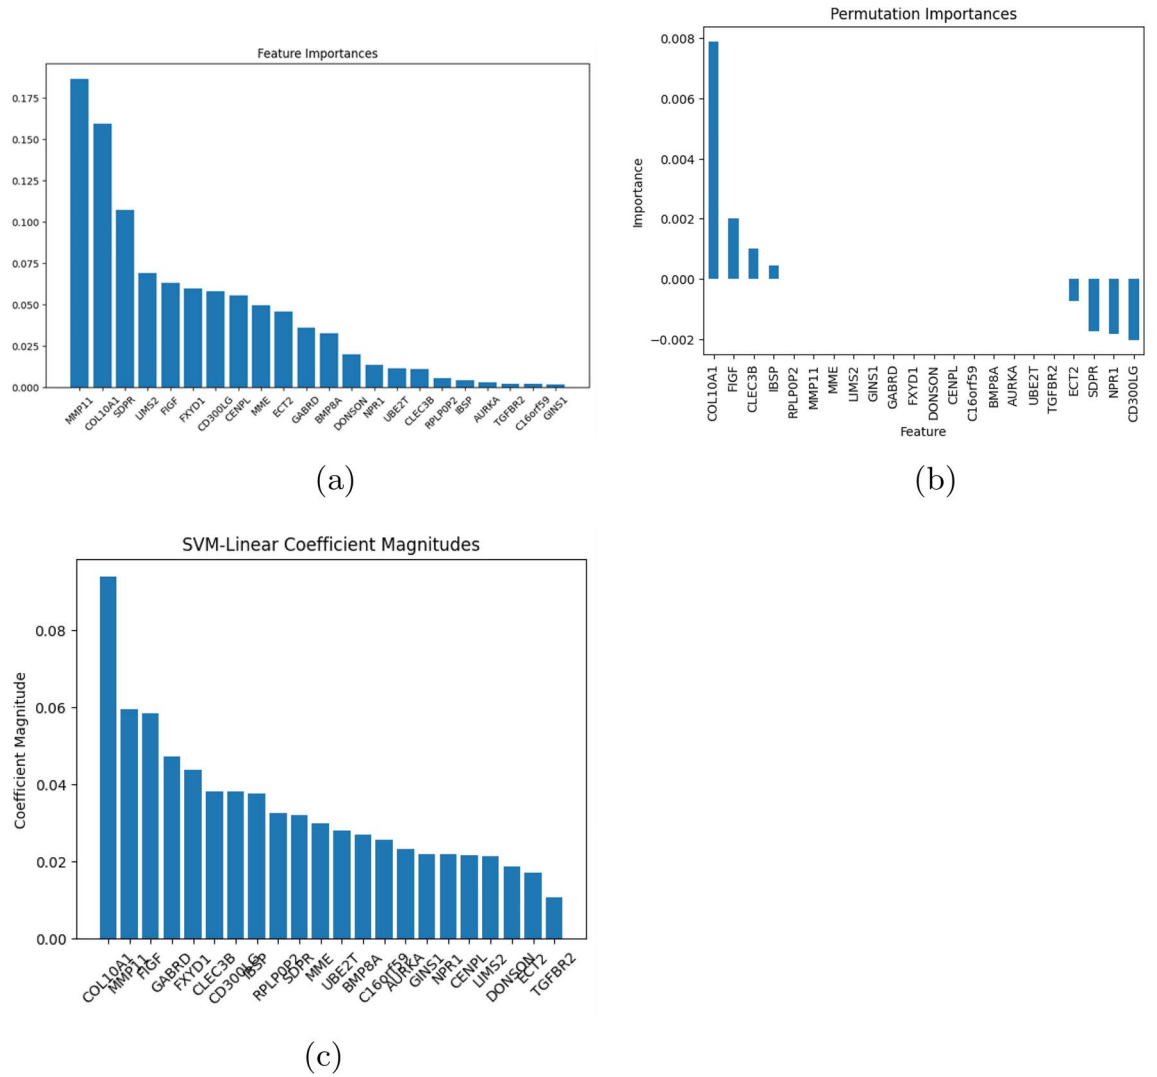 Feature Importances
0.175
0.150
0.125
0.100
0.075
0.050
0.025
0.000
MMP11 COL10A1 SDPR LIMS2 FIGF FXYD1 CD300LG CENPL MME ECT2 GABRD BMP8A DONSON NPR1 UBE2T CLEC3B RPLP0P2 IBSP AURKA TGFBR2 C16orf59 GINS1
(a)
Permutation Importances
Importance
0.008
0.006
0.004
0.002
0.000
−0.002
COL10A1 FIGF CLEC3B IBSP RPLP0P2 MMP11 MME LIMS2 GINS1 GABRD FXYD1 DONSON CENPL C16orf59 BMP8A AURKA UBE2T TGFBR2 ECT2 SDPR NPR1 CD300LG
Feature
(b)
SVM-Linear Coefficient Magnitudes
Coefficient Magnitude
0.08
0.06
0.04
0.02
0.00
COL10A1 MMP11 FIGF GABRD FXYD1 CLEC3B CD300LG IBSP RPLP0P2 SDPR MME UBE2T BMP8A C16orf59 AURKA GINS1 NPR1 CENPL LIMS2 DONSON ECT2 TGFBR2
(c)